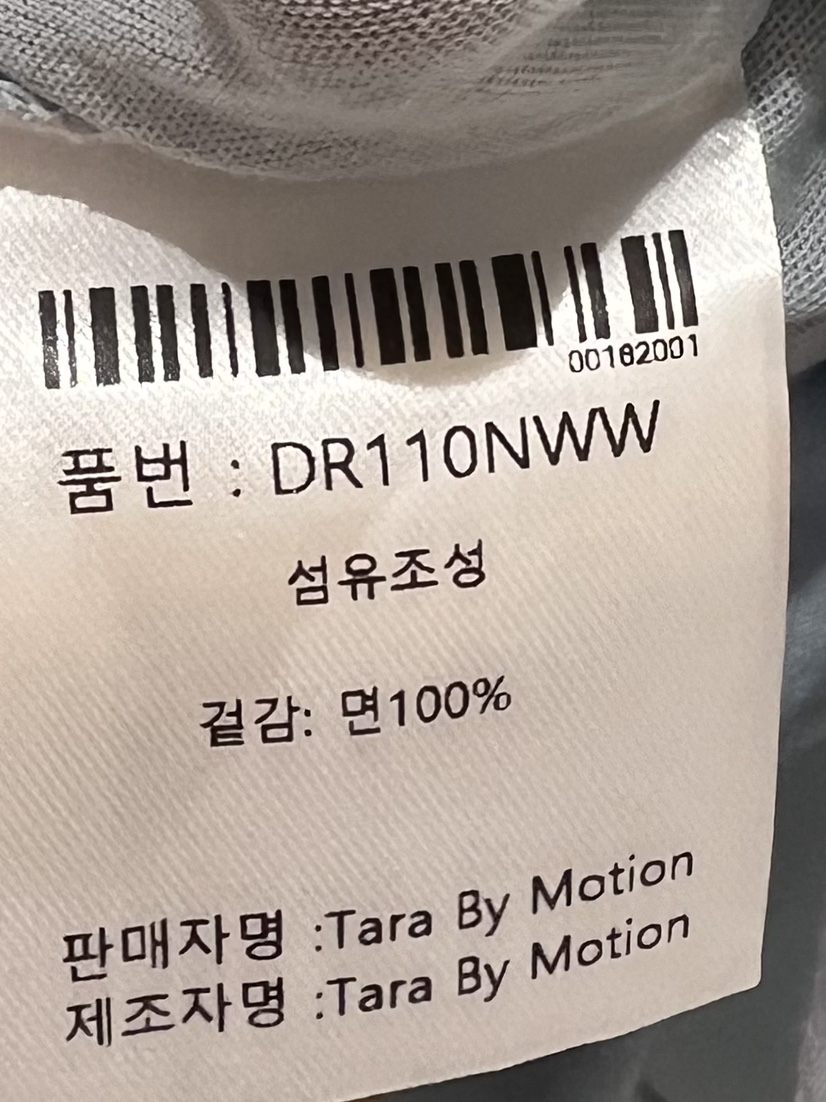 00182001
품번 : DR110NWW
섬유조성
겉감: 면100%
판매자명 :Tara By Motion
제조자명 :Tara By Motion